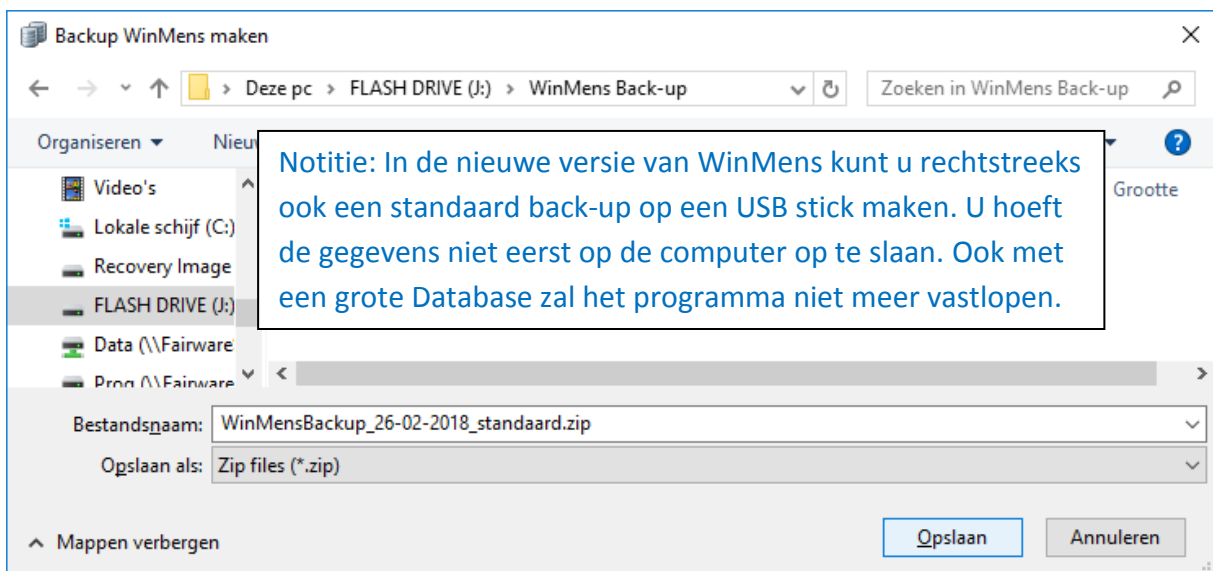 Backup WinMens maken
Deze pc > FLASH DRIVE (J:) > WinMens Back-up
Zoeken in WinMens Back-up
Organiseren
Notitie: In de nieuwe versie van WinMens kunt u rechtstreeks
ook een standaard back-up op een USB stick maken. U hoeft
de gegevens niet eerst op de computer op te slaan. Ook met
een grote Database zal het programma niet meer vastlopen.
Grootte
Video's
Lokale schijf (C:)
Recovery Image
FLASH DRIVE (J:)
Data (\\Fairware
Prog (\\Fairware
Bestandsnaam: WinMensBackup_26-02-2018_standaard.zip
Opslaan als: Zip files (*.zip)
Mappen verbergen
Opslaan
Annuleren